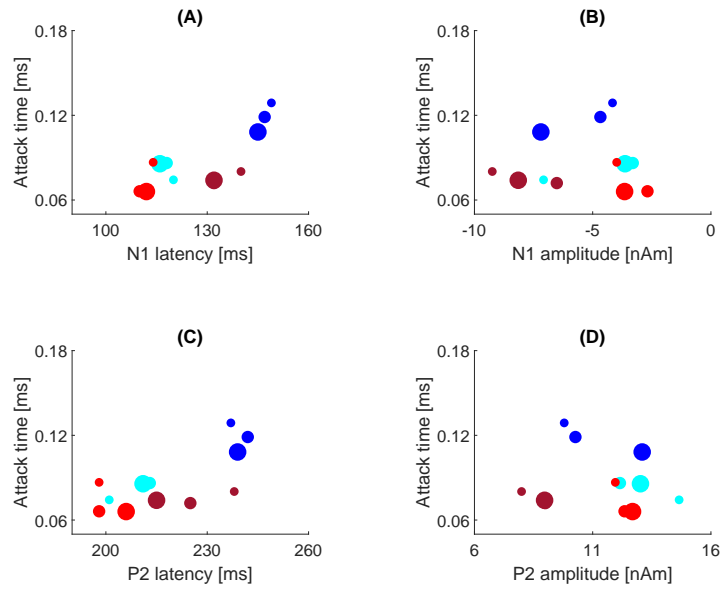 (A)
0.18
0.12
0.06
Attack time [ms]
100 130 160
N1 latency [ms]
(B)
0.18
0.12
0.06
Attack time [ms]
-10 -5 0
N1 amplitude [nAm]
(C)
0.18
0.12
0.06
Attack time [ms]
200 230 260
P2 latency [ms]
(D)
0.18
0.12
0.06
Attack time [ms]
6 11 16
P2 amplitude [nAm]